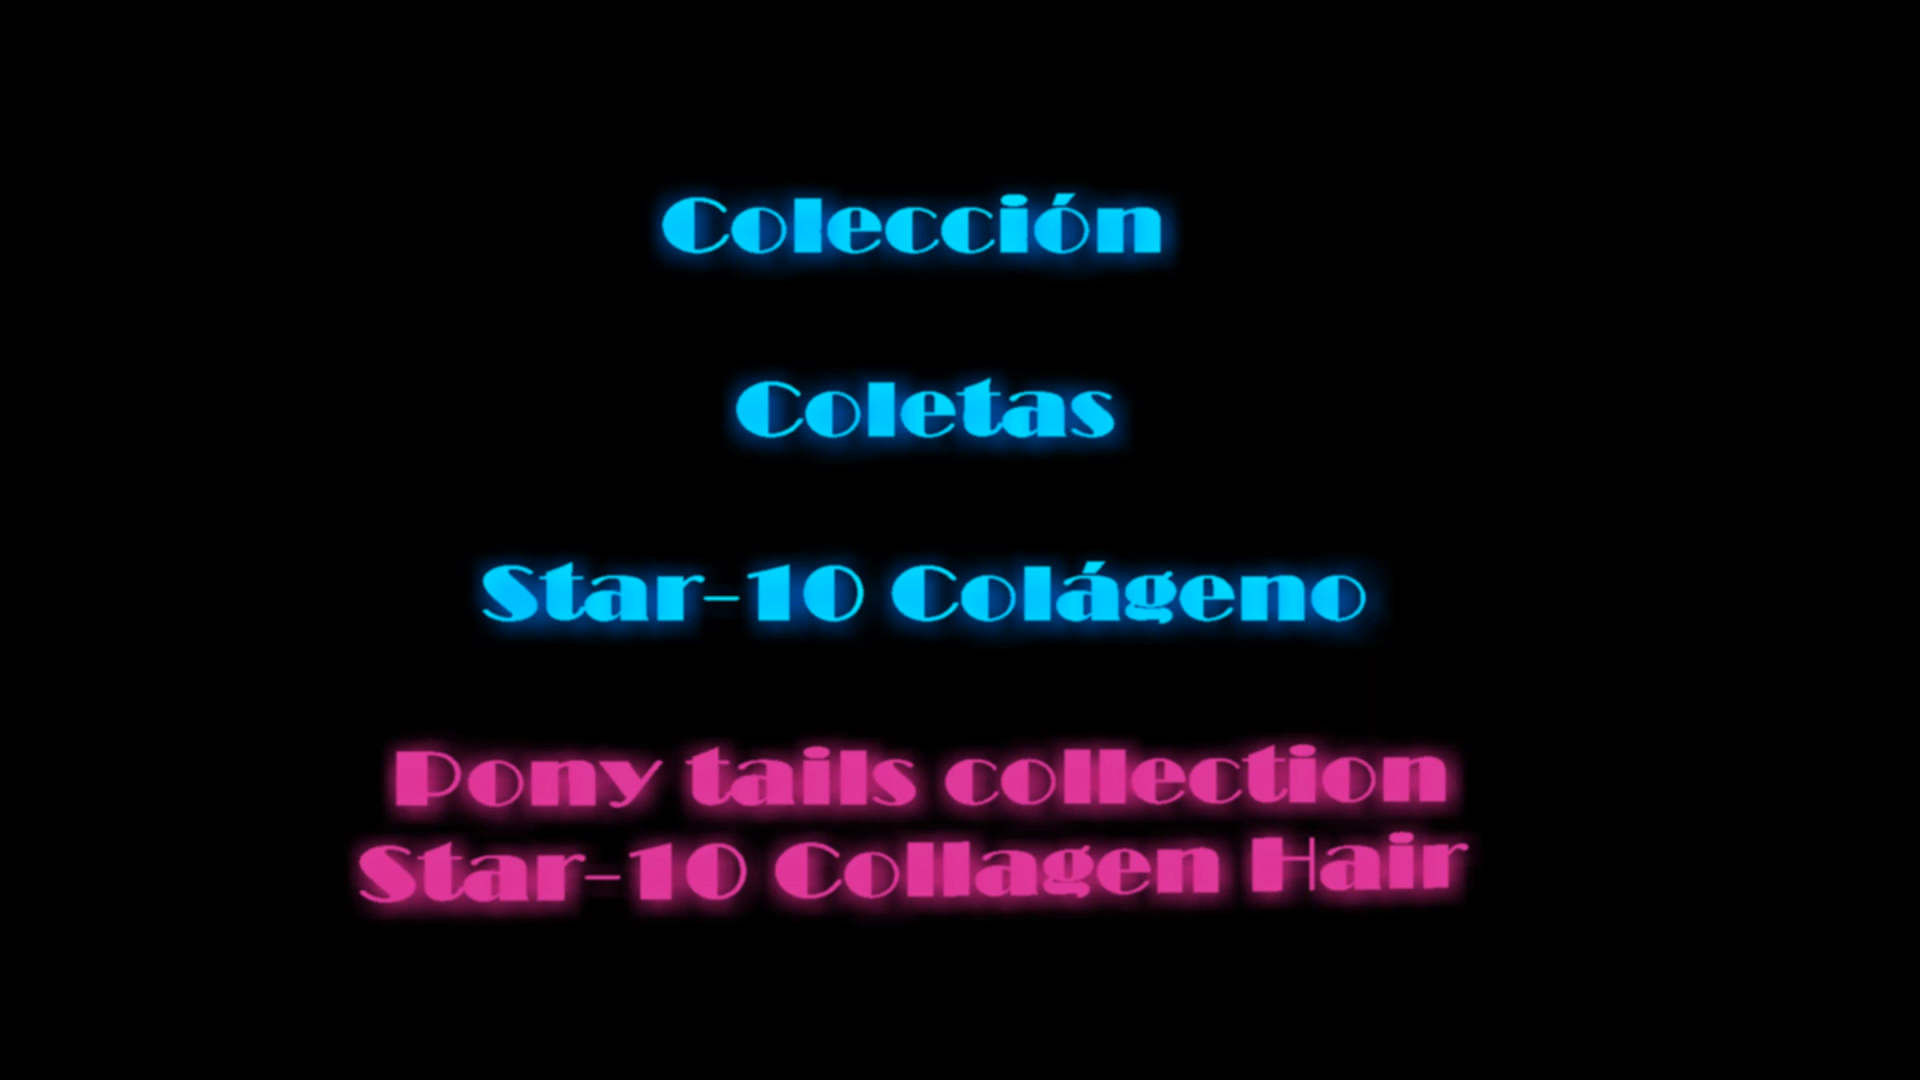 Colección
Coletas
Star-10 Colágeno
Pony tails collection
Star-10 Collagen Hair